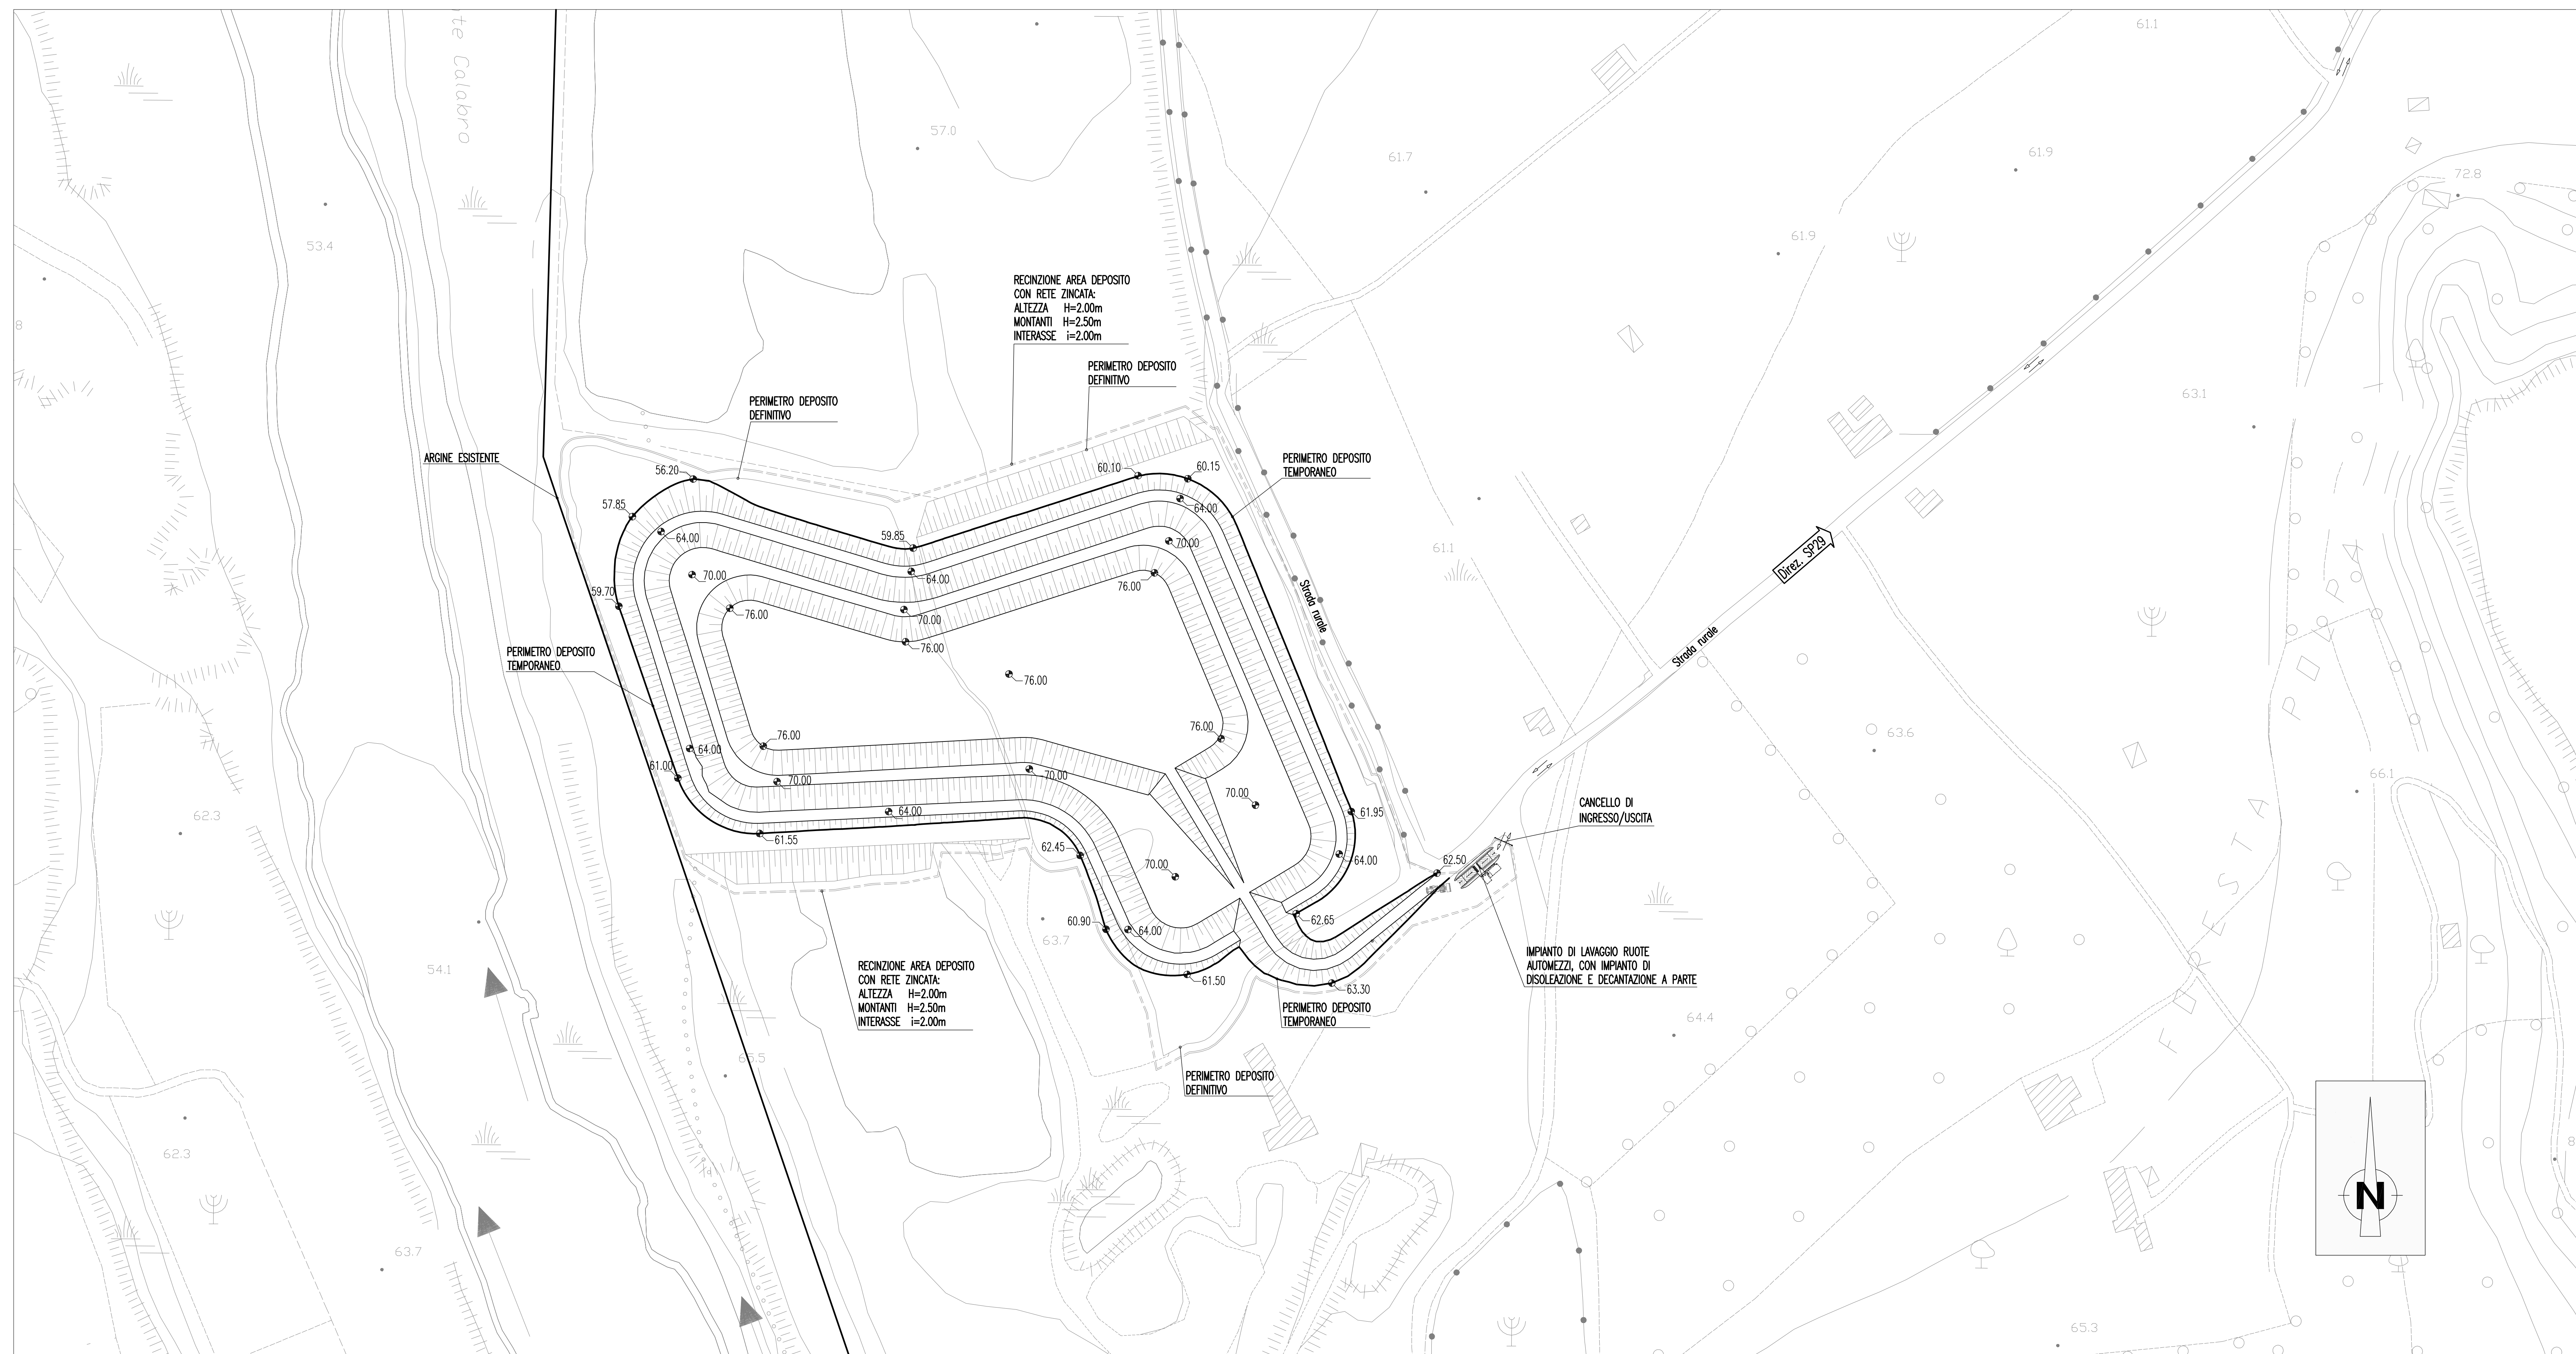 61.1
te Calabro
57.0
61.7
61.9
72.8
53.4
61.9
RECINZIONE AREA DEPOSITO
CON RETE ZINCATA:
ALTEZZA H=2.00m
MONTANTI H=2.50m
INTERASSE i=2.00m
8
PERIMETRO DEPOSITO
DEFINITIVO
PERIMETRO DEPOSITO
DEFINITIVO
63.1
ARGINE ESISTENTE
PERIMETRO DEPOSITO
TEMPORANEO
56.20
60.10
60.15
57.85
64.00
64.00
59.85
70.00
61.1
Direz. SP29
70.00
64.00
76.00
59.70
76.00
70.00
Strada rurale
76.00
Strada rurale
PERIMETRO DEPOSITO
TEMPORANEO
76.00
76.00
76.00
63.6
64.00
61.00
70.00
70.00
66.1
70.00
CANCELLO DI
INGRESSO/USCITA
62.3
64.00
61.95
61.55
62.45
64.00
62.50
70.00
62.65
60.90
64.00
63.7
IMPIANTO DI LAVAGGIO RUOTE
AUTOMEZZI, CON IMPIANTO DI
DISOLEAZIONE E DECANTAZIONE A PARTE
54.1
RECINZIONE AREA DEPOSITO
CON RETE ZINCATA:
ALTEZZA H=2.00m
MONTANTI H=2.50m
INTERASSE i=2.00m
61.50
63.30
PERIMETRO DEPOSITO
TEMPORANEO
64.4
PERIMETRO DEPOSITO
DEFINITIVO
62.3
8
N
63.7
65.3